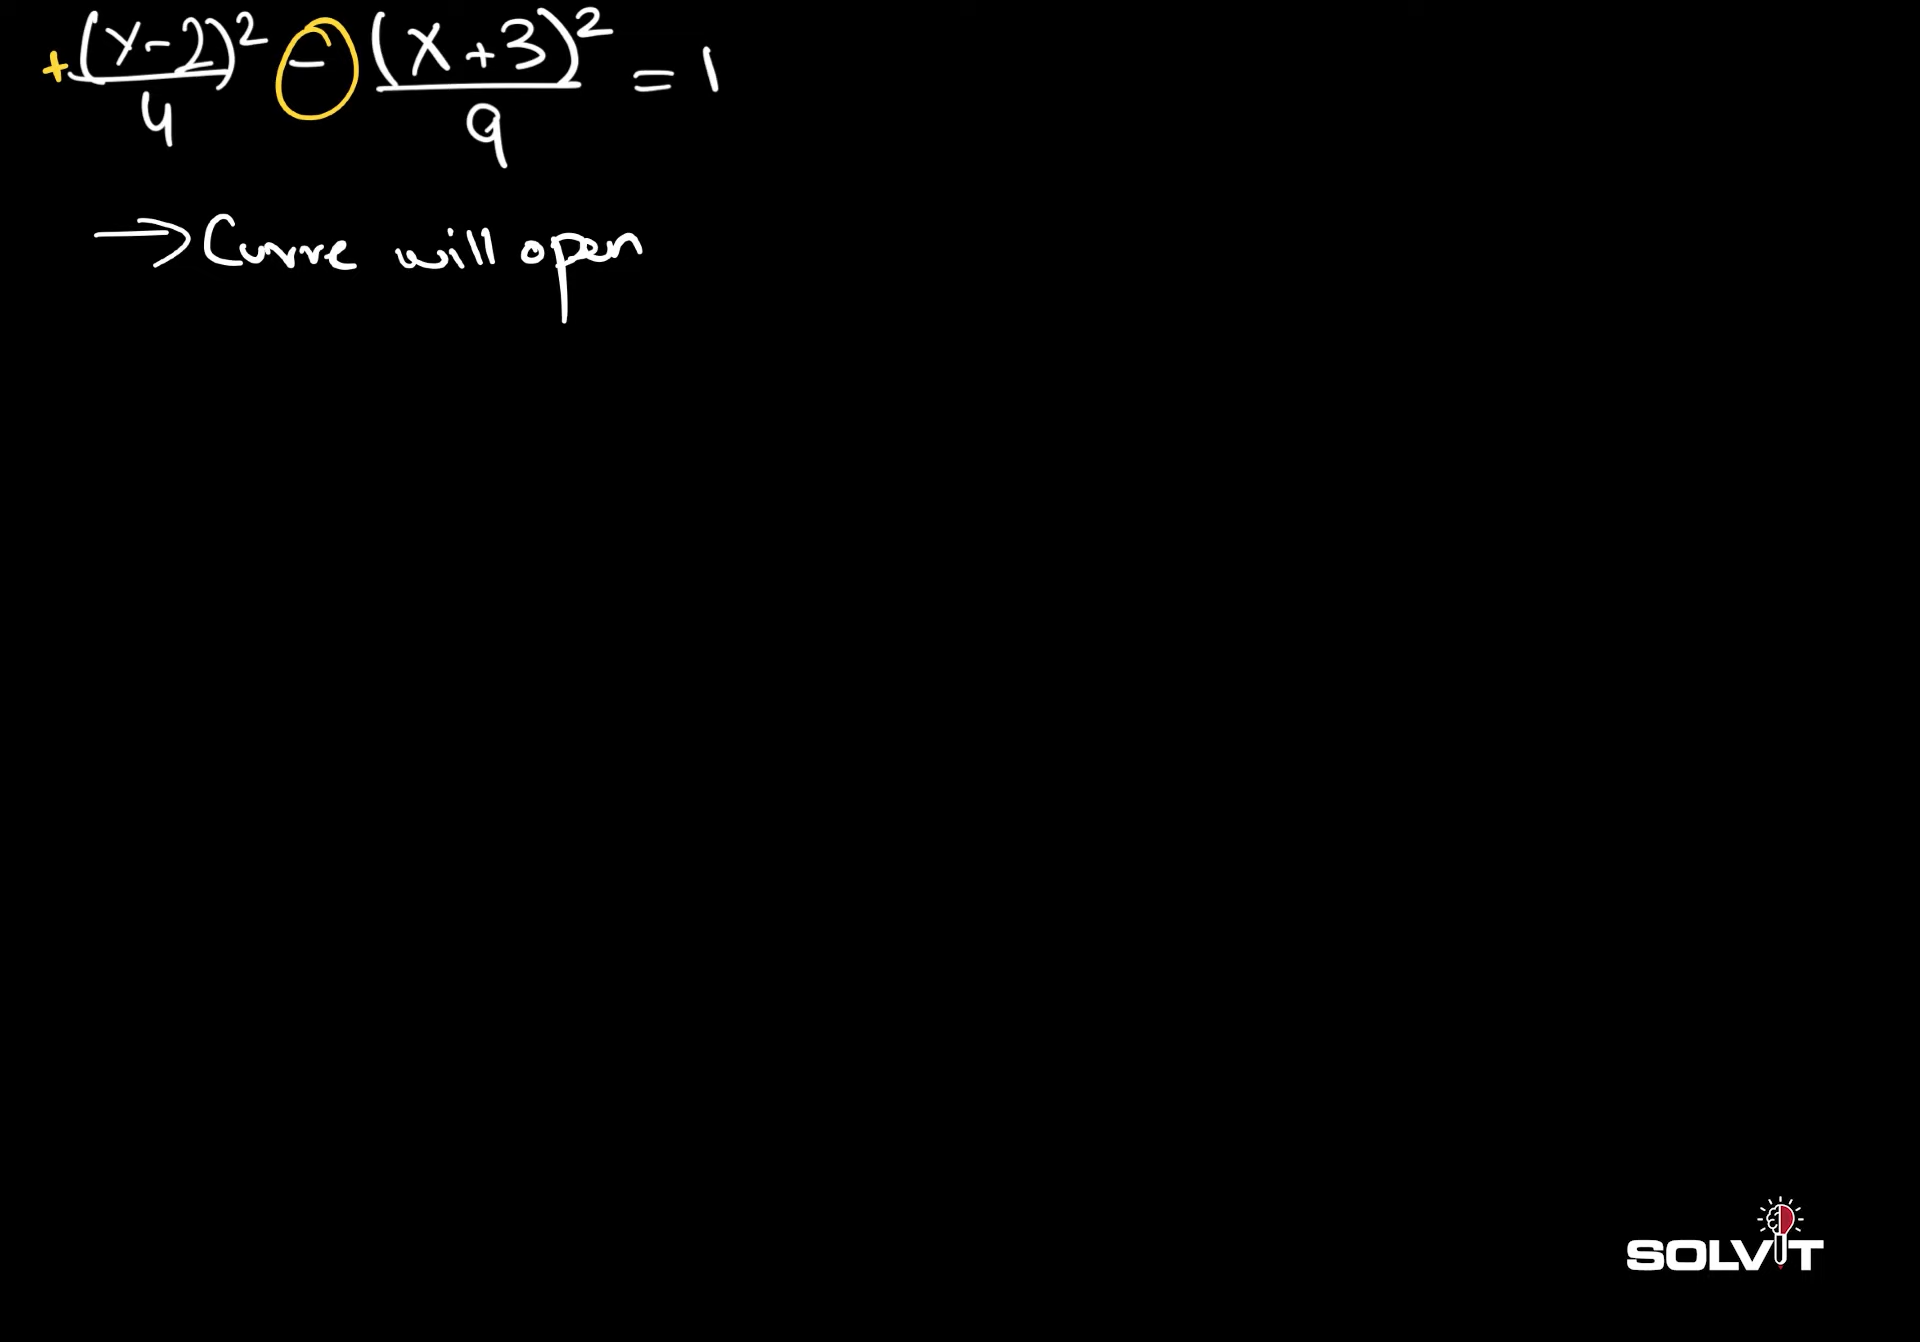 +(y-2)²/4 - (x+3)²/9 = 1
→ Curve will open
SOLVIT